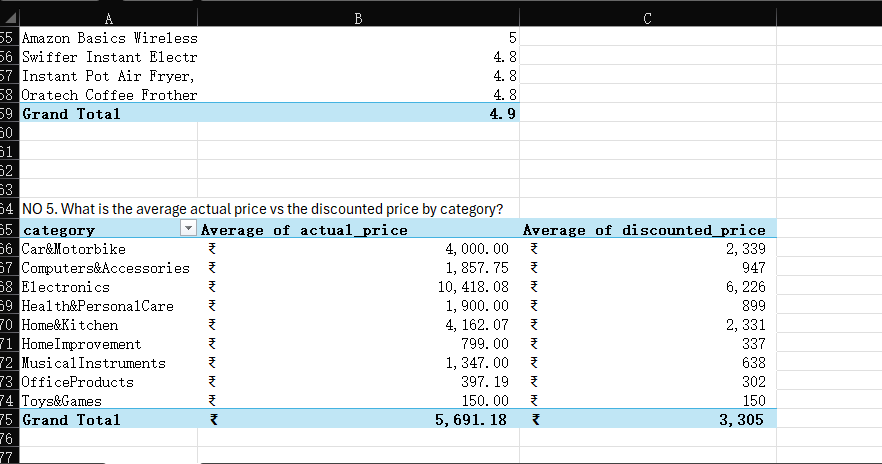 A B C
55 Amazon Basics Wireless 5
56 Swiffer Instant Electr 4.8
57 Instant Pot Air Fryer, 4.8
58 Oratech Coffee Frother 4.8
59 Grand Total 4.9
60
61
62
63
64 NO 5. What is the average actual price vs the discounted price by category?
65 category Average of actual_price Average of discounted_price
66 Car&Motorbike ₹ 4,000.00 ₹ 2,339
67 Computers&Accessories ₹ 1,857.75 ₹ 947
68 Electronics ₹ 10,418.08 ₹ 6,226
69 Health&PersonalCare ₹ 1,900.00 ₹ 899
70 Home&Kitchen ₹ 4,162.07 ₹ 2,331
71 HomeImprovement ₹ 799.00 ₹ 337
72 MusicalInstruments ₹ 1,347.00 ₹ 638
73 OfficeProducts ₹ 397.19 ₹ 302
74 Toys&Games ₹ 150.00 ₹ 150
75 Grand Total ₹ 5,691.18 ₹ 3,305
76
77